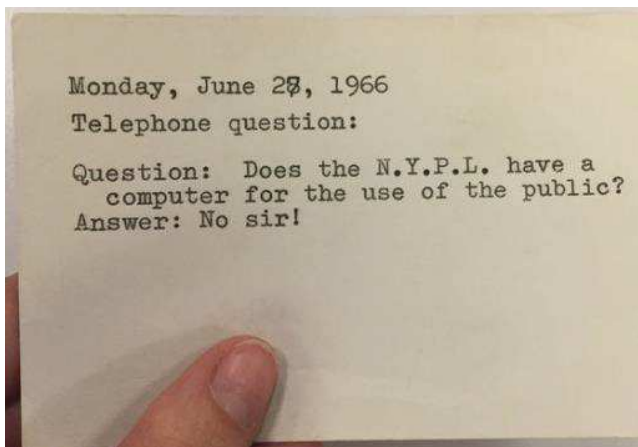 Monday, June 27, 1966
Telephone question:
Question: Does the N.Y.P.L. have a
computer for the use of the public?
Answer: No sir!